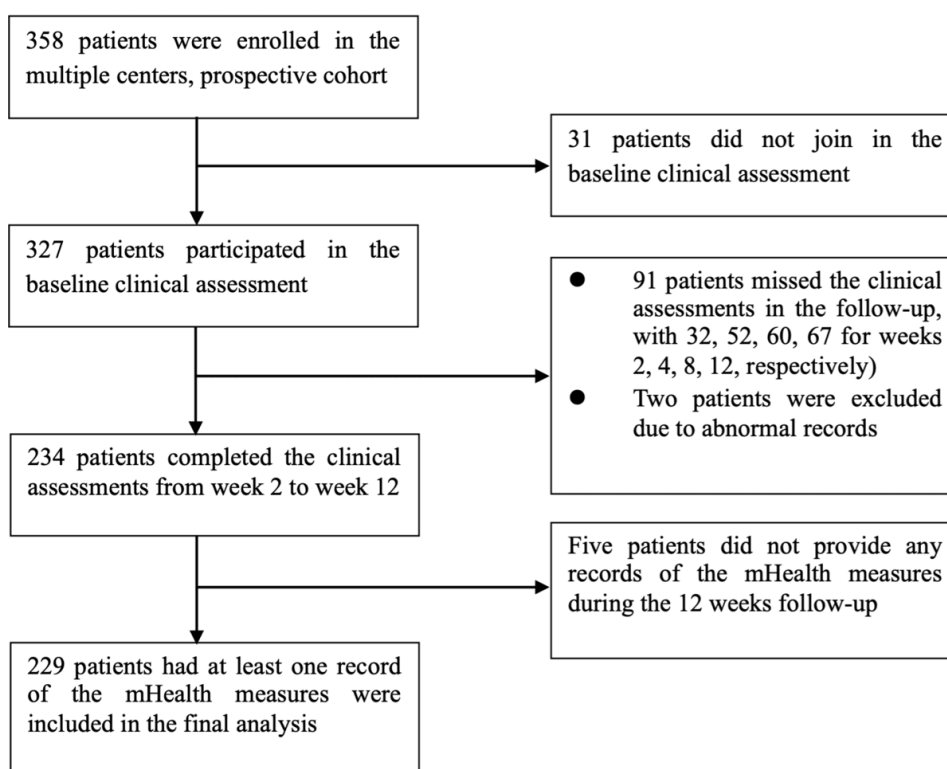 358 patients were enrolled in the
multiple centers, prospective cohort
31 patients did not join in the
baseline clinical assessment
327 patients participated in the
baseline clinical assessment
● 91 patients missed the clinical
assessments in the follow-up,
with 32, 52, 60, 67 for weeks
2, 4, 8, 12, respectively)
● Two patients were excluded
due to abnormal records
234 patients completed the clinical
assessments from week 2 to week 12
Five patients did not provide any
records of the mHealth measures
during the 12 weeks follow-up
229 patients had at least one record
of the mHealth measures were
included in the final analysis